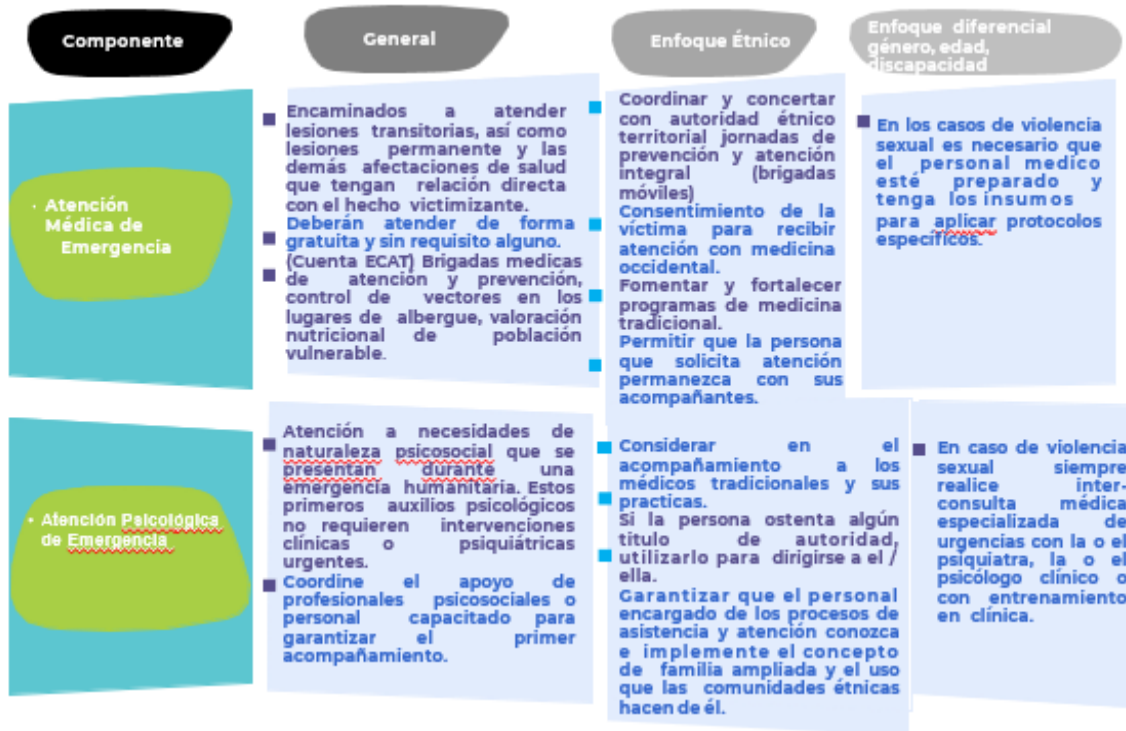 Componente
General
Enfoque Étnico
Enfoque diferencial
género, edad,
discapacidad
• Atención
Médica de
Emergencia
Encaminados a atender
lesiones transitorias, así como
lesiones permanente y las
demás afectaciones de salud
que tengan relación directa
con el hecho victimizante.
Deberán atender de forma
gratuita y sin requisito alguno.
(Cuenta ECAT) Brigadas medicas
de atención y prevención,
control de vectores en los
lugares de albergue, valoración
nutricional de población
vulnerable.
Coordinar y concertar
con autoridad étnico
territorial jornadas de
prevención y atención
integral (brigadas
móviles)
Consentimiento de la
víctima para recibir
atención con medicina
occidental.
Fomentar y fortalecer
programas de medicina
tradicional.
Permitir que la persona
que solicita atención
permanezca con sus
acompañantes.
En los casos de violencia
sexual es necesario que
el personal medico
esté preparado y
tenga los insumos
para aplicar protocolos
específicos.
• Atención Psicológica
de Emergencia
Atención a necesidades de
naturaleza psicosocial que se
presentan durante una
emergencia humanitaria. Estos
primeros auxilios psicológicos
no requieren intervenciones
clínicas o psiquiátricas
urgentes.
Coordine el apoyo de
profesionales psicosociales o
personal capacitado para
garantizar el primer
acompañamiento.
Considerar en el
acompañamiento a los
médicos tradicionales y sus
practicas.
Si la persona ostenta algún
titulo de autoridad,
utilizarlo para dirigirse a el /
ella.
Garantizar que el personal
encargado de los procesos de
asistencia y atención conozca
e implemente el concepto
de familia ampliada y el uso
que las comunidades étnicas
hacen de él.
En caso de violencia
sexual siempre
realice inter-
consulta médica
especializada de
urgencias con la o el
psiquiatra, la o el
psicólogo clínico o
con entrenamiento
en clínica.